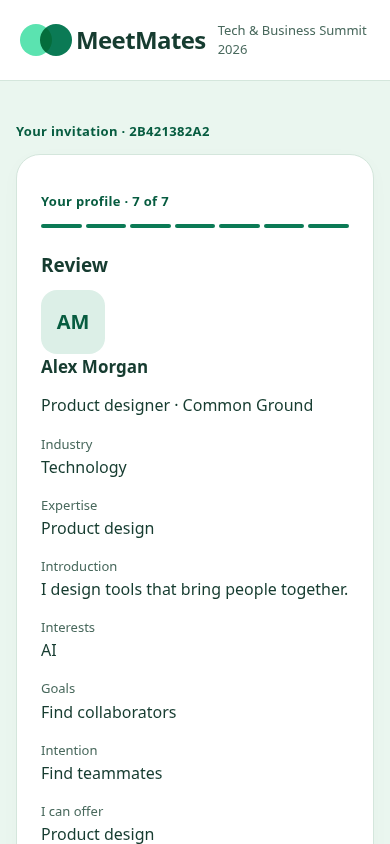 MeetMates
Tech & Business Summit
2026
Your invitation · 2B421382A2
Your profile · 7 of 7
Review
AM
Alex Morgan
Product designer · Common Ground
Industry
Technology
Expertise
Product design
Introduction
I design tools that bring people together.
Interests
AI
Goals
Find collaborators
Intention
Find teammates
I can offer
Product design